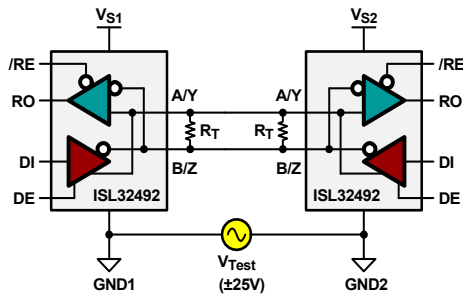 VS1 VS2
/RE /RE
RO A/Y A/Y RO
RT RT
DI B/Z B/Z DI
DE ISL32492 ISL32492 DE
GND1 VTest GND2
(±25V)